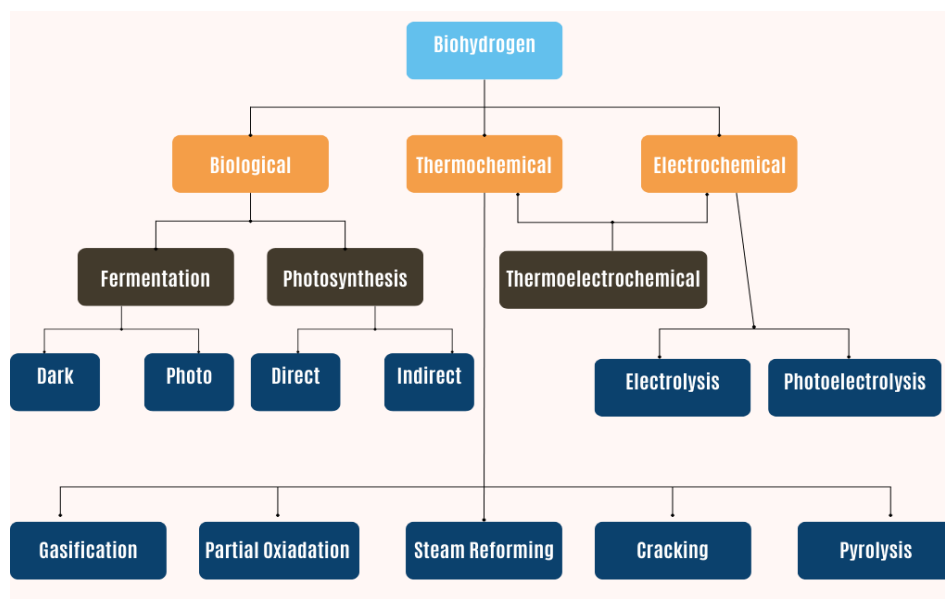 Biohydrogen
Biological
Thermochemical
Electrochemical
Fermentation
Photosynthesis
Thermoelectrochemical
Dark
Photo
Direct
Indirect
Electrolysis
Photoelectrolysis
Gasification
Partial Oxiadation
Steam Reforming
Cracking
Pyrolysis